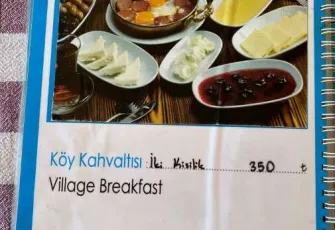 Köy Kahvaltısı İki Kişilik 350 ₺
Village Breakfast